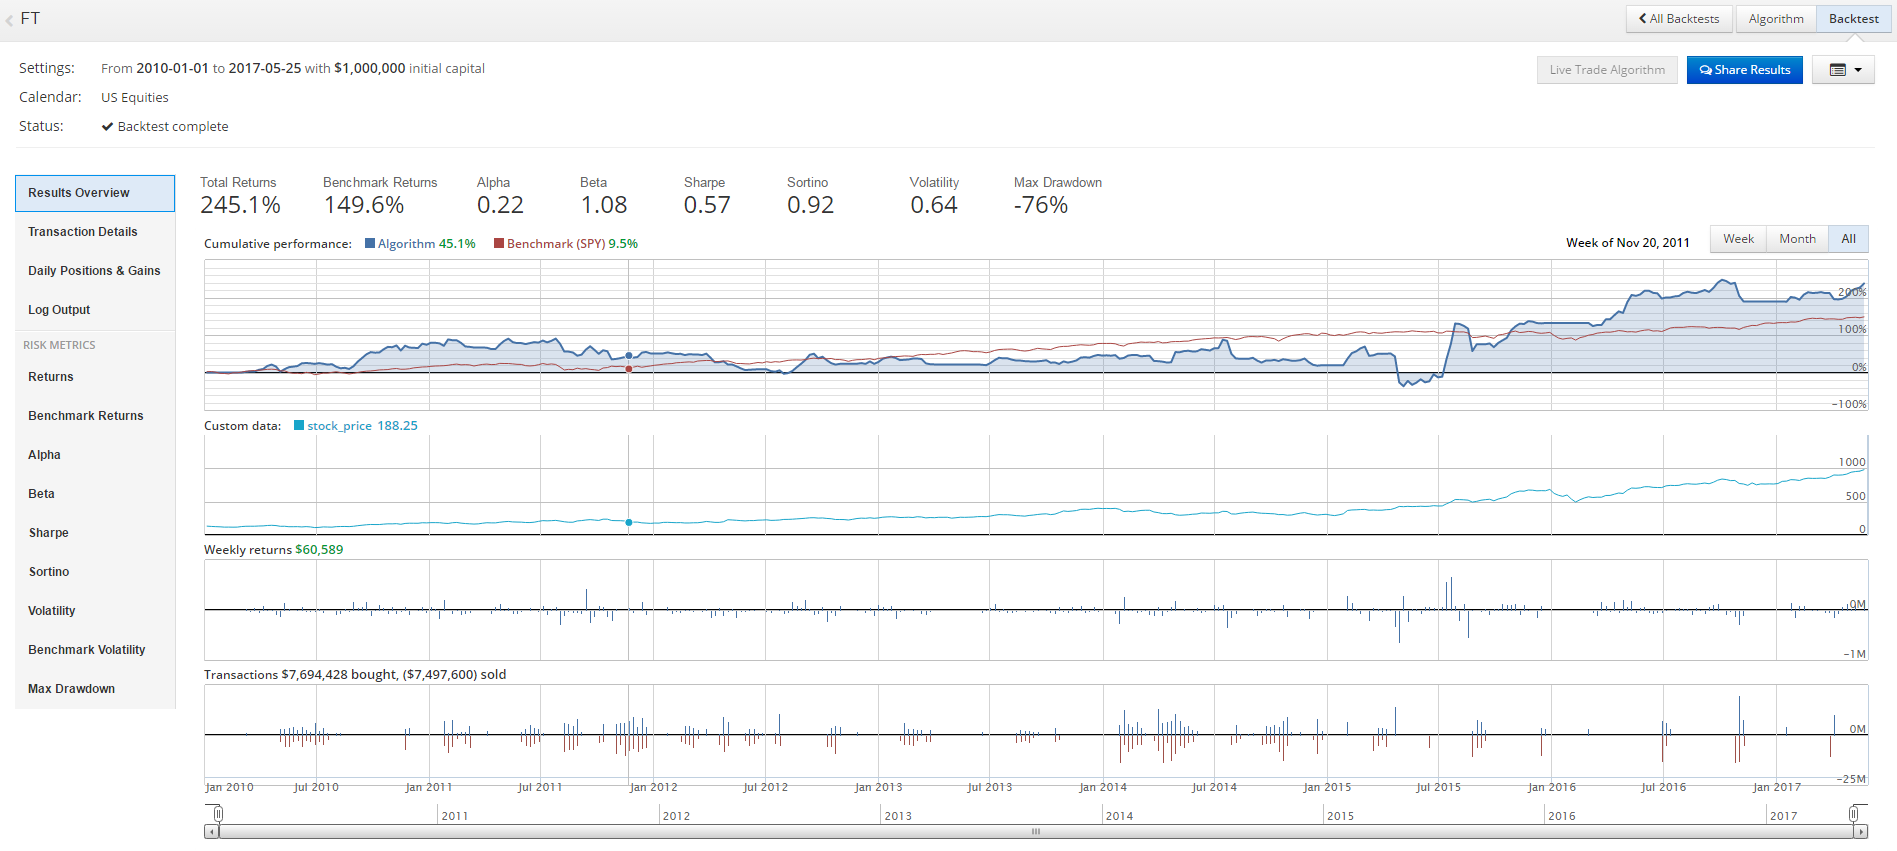 FT
All Backtests Algorithm Backtest
Settings: From 2010-01-01 to 2017-05-25 with $1,000,000 initial capital
Live Trade Algorithm Share Results
Calendar: US Equities
Status: Backtest complete
Results Overview
Transaction Details
Daily Positions & Gains
Log Output
RISK METRICS
Returns
Benchmark Returns
Alpha
Beta
Sharpe
Sortino
Volatility
Benchmark Volatility
Max Drawdown
Total Returns Benchmark Returns Alpha Beta Sharpe Sortino Volatility Max Drawdown
245.1% 149.6% 0.22 1.08 0.57 0.92 0.64 -76%
Cumulative performance: Algorithm 45.1% Benchmark (SPY) 9.5% Week of Nov 20, 2011 Week Month All
200%
100%
0%
-100%
Custom data: stock_price 188.25
1000
500
0
Weekly returns $60,589
0M
-1M
Transactions $7,694,428 bought, ($7,497,600) sold
0M
-25M
Jan 2010 Jul 2010 Jan 2011 Jul 2011 Jan 2012 Jul 2012 Jan 2013 Jul 2013 Jan 2014 Jul 2014 Jan 2015 Jul 2015 Jan 2016 Jul 2016 Jan 2017
2011 2012 2013 2014 2015 2016 2017